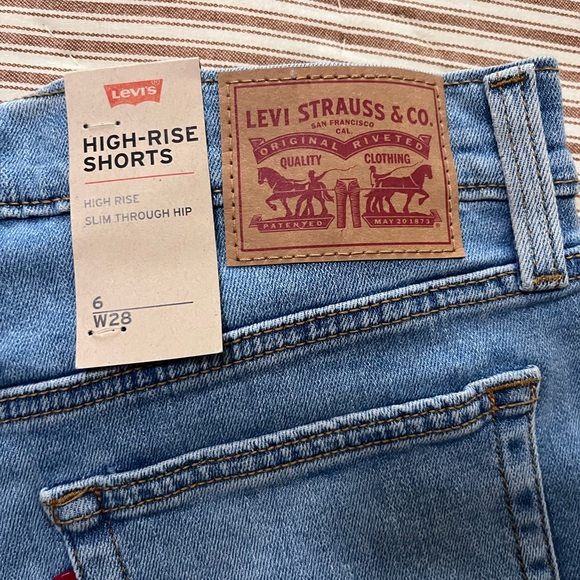 LEVI'S
HIGH-RISE
SHORTS
HIGH RISE
SLIM THROUGH HIP
6
W28
LEVI STRAUSS & CO.
SAN FRANCISCO
CAL.
ORIGINAL RIVETED
QUALITY CLOTHING
PATENTED MAY 20 1873